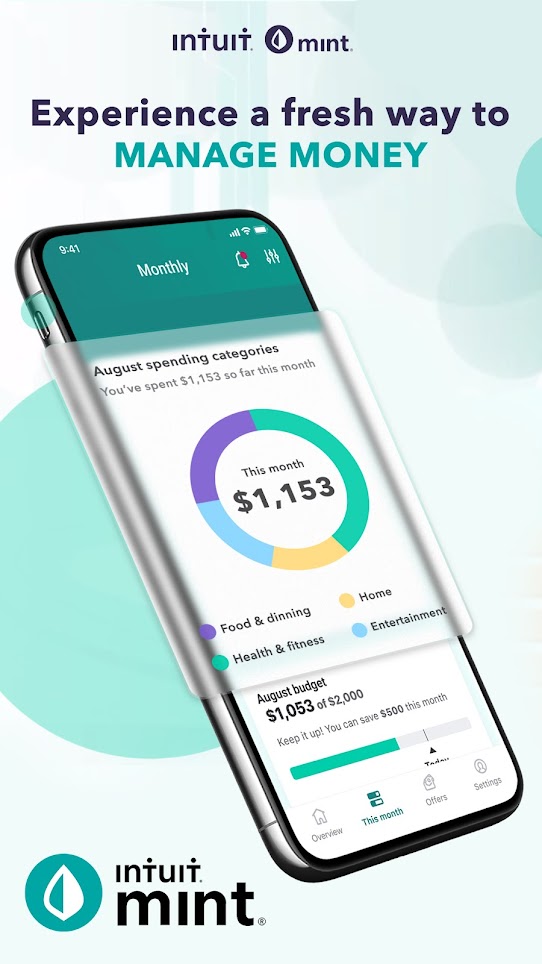 intuit. mint.
Experience a fresh way to
MANAGE MONEY
9:41
Monthly
August spending categories
You've spent $1,153 so far this month
This month
$1,153
Food & dinning
Home
Health & fitness
Entertainment
August budget
$1,053 of $2,000
Keep it up! You can save $500 this month
Today
Overview
This month
Offers
Settings
intuit.
mint®